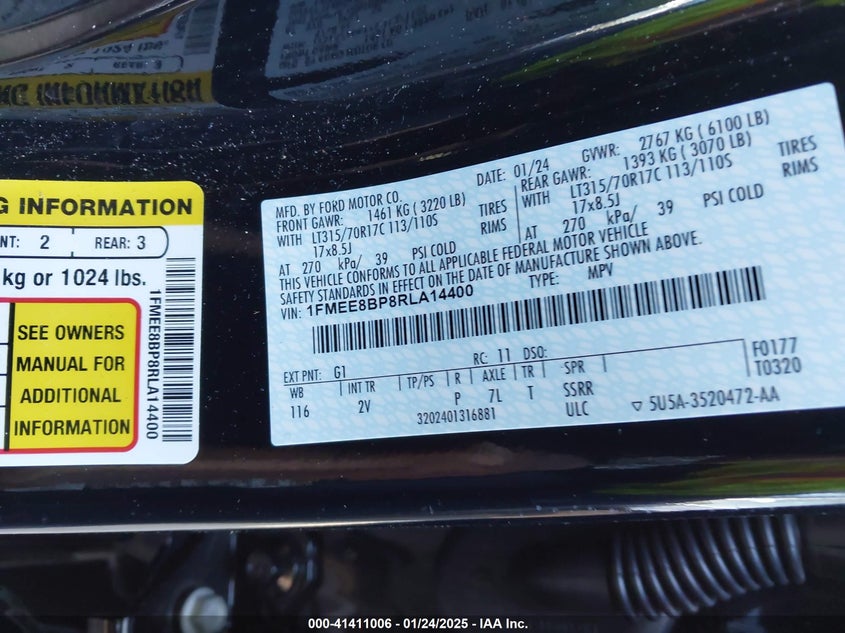 G INFORMATION
NT: 2 REAR: 3
kg or 1024 lbs.
SEE OWNERS
MANUAL FOR
ADDITIONAL
INFORMATION
1FMEE8BP8RLA14400
MFD. BY FORD MOTOR CO. DATE: 01/24 GVWR: 2767 KG ( 6100 LB)
FRONT GAWR: 1461 KG ( 3220 LB) REAR GAWR: 1393 KG ( 3070 LB)
WITH LT315/70R17C 113/110S TIRES WITH LT315/70R17C 113/110S TIRES
17x8.5J RIMS 17x8.5J RIMS
AT 270 kPa/ 39 PSI COLD AT 270 kPa/ 39 PSI COLD
THIS VEHICLE CONFORMS TO ALL APPLICABLE FEDERAL MOTOR VEHICLE
SAFETY STANDARDS IN EFFECT ON THE DATE OF MANUFACTURE SHOWN ABOVE.
VIN: 1FMEE8BP8RLA14400 TYPE: MPV
EXT PNT: G1 RC: 11 DSO: F0177
WB INT TR TP/PS R AXLE TR SPR T0320
116 2V P 7L T SSRR
3202401316881 ULC ▽ 5U5A-3520472-AA
000-41411006 - 01/24/2025 - IAA Inc.